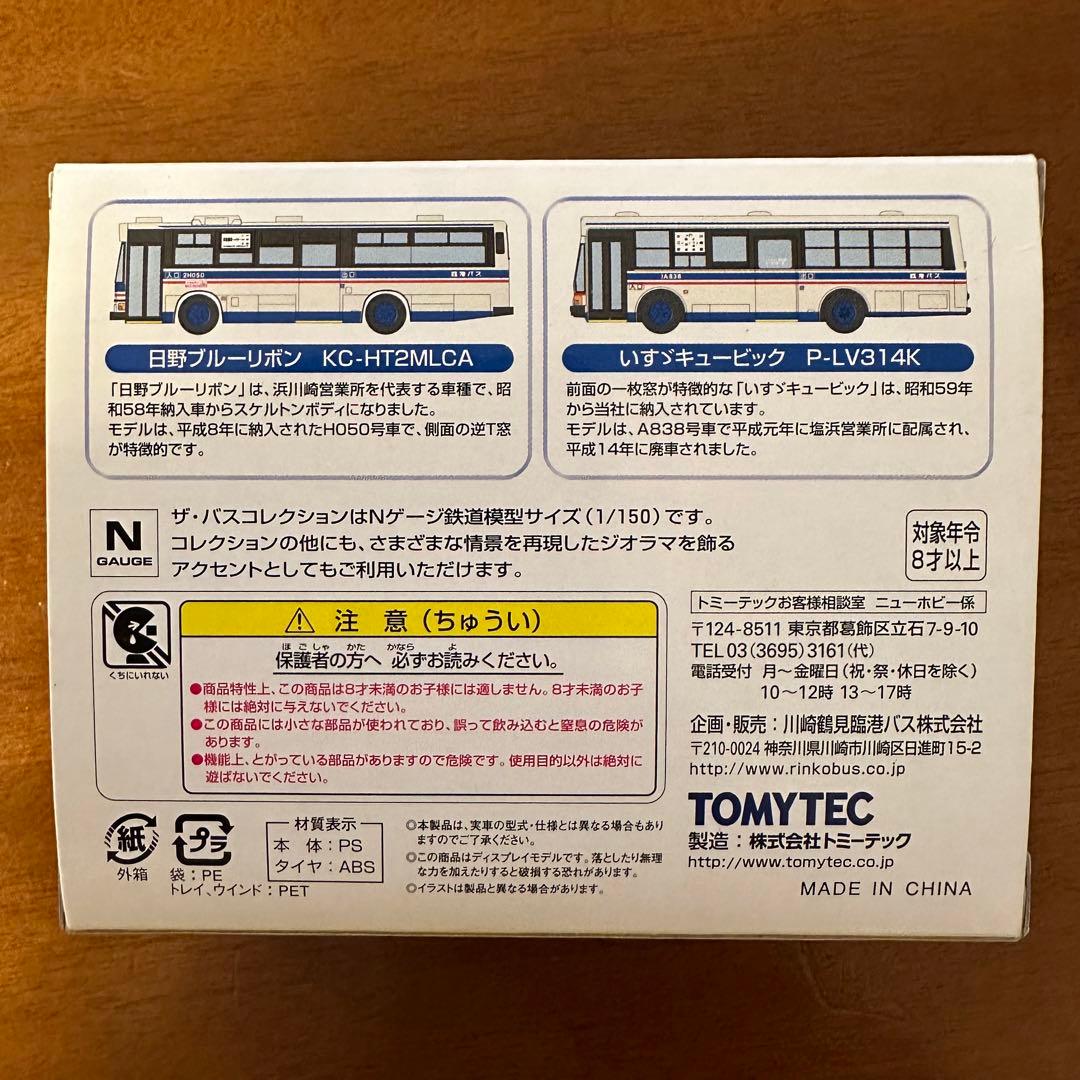 入口 2H050
出口
臨港バス
1A838
入口
出口
臨港バス
日野ブルーリボン KC-HT2MLCA
「日野ブルーリボン」は、浜川崎営業所を代表する車種で、昭
和58年納入車からスケルトンボディになりました。
モデルは、平成8年に納入されたH050号車で、側面の逆T窓
が特徴的です。
いすゞキュービック P-LV314K
前面の一枚窓が特徴的な「いすゞキュービック」は、昭和59年
から当社に納入されています。
モデルは、A838号車で平成元年に塩浜営業所に配属され、
平成14年に廃車されました。
N
GAUGE
ザ・バスコレクションはNゲージ鉄道模型サイズ(1/150)です。
コレクションの他にも、さまざまな情景を再現したジオラマを飾る
アクセントとしてもご利用いただけます。
対象年令
8才以上
くちにいれない
注 意(ちゅうい)
ほごしゃ かた かなら よ
保護者の方へ 必ずお読みください。
●商品特性上、この商品は8才未満のお子様には適しません。8才未満のお子
様には絶対に与えないでください。
●この商品には小さな部品が使われており、誤って飲み込むと窒息の危険が
あります。
●機能上、とがっている部品がありますので危険です。使用目的以外は絶対に
遊ばないでください。
トミーテックお客様相談室 ニューホビー係
〒124-8511 東京都葛飾区立石7-9-10
TEL03(3695)3161(代)
電話受付 月〜金曜日(祝・祭・休日を除く)
10〜12時 13〜17時
企画・販売:川崎鶴見臨港バス株式会社
〒210-0024 神奈川県川崎市川崎区日進町15-2
http://www.rinkobus.co.jp
TOMYTEC
製造:株式会社トミーテック
http://www.tomytec.co.jp
MADE IN CHINA
紙
外箱
プラ
袋:PE
トレイ、ウインド:PET
材質表示
本 体:PS
タイヤ:ABS
◎本製品は、実車の型式・仕様とは異なる場合もあり
ますのでご了承ください。
◎この商品はディスプレイモデルです。落としたり無理
な力を加えたりすると破損する恐れがあります。
◎イラストは製品と異なる場合があります。